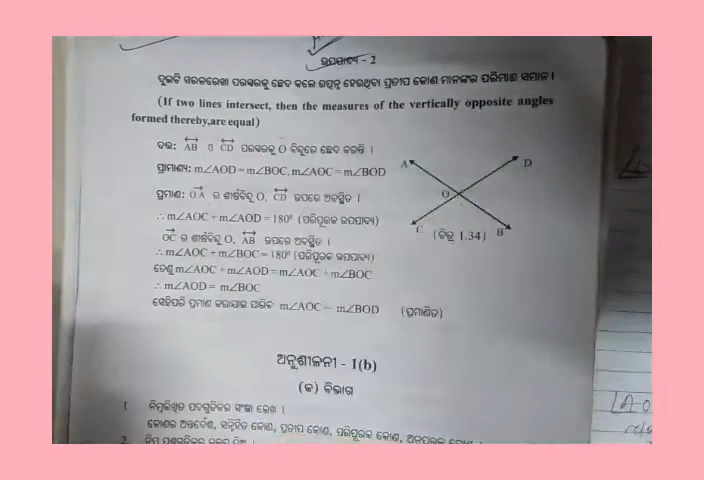 ଉପପାଦ୍ୟ - 2
ଦୁଇଟି ସରଳରେଖା ପରସ୍ପରକୁ ଛେଦ କଲେ ଉତ୍ପନ୍ନ ହେଉଥିବା ପ୍ରତୀପ କୋଣ ମାନଙ୍କର ପରିମାଣ ସମାନ ।
(If two lines intersect, then the measures of the vertically opposite angles
formed thereby,are equal)
ଦତ୍ତ: AB ଓ CD ପରସ୍ପରକୁ O ବିନ୍ଦୁରେ ଛେଦ କରନ୍ତି ।
ପ୍ରାମାଣ୍ୟ: m∠AOD = m∠BOC, m∠AOC = m∠BOD
ପ୍ରମାଣ: OA ର ଶୀର୍ଷବିନ୍ଦୁ O, CD ଉପରେ ଅବସ୍ଥିତ ।
∴ m∠AOC + m∠AOD = 180° (ପରିପୂରକ ଉପପାଦ୍ୟ)
OC ର ଶୀର୍ଷବିନ୍ଦୁ O, AB ଉପରେ ଅବସ୍ଥିତ ।
∴ m∠AOC + m∠BOC = 180° (ପରିପୂରକ ଉପପାଦ୍ୟ)
ତେଣୁ m∠AOC + m∠AOD = m∠AOC + m∠BOC
∴ m∠AOD = m∠BOC
ସେହିପରି ପ୍ରମାଣ କରାଯାଇ ପାରିବ m∠AOC = m∠BOD (ପ୍ରମାଣିତ)
A D
O
C B
(ଚିତ୍ର 1.34)
ଅନୁଶୀଳନୀ - 1(b)
(କ) ବିଭାଗ
1 ନିମ୍ନଲିଖିତ ପଦଗୁଡ଼ିକର ସଂଜ୍ଞା ଲେଖ ।
କୋଣର ଅନ୍ତର୍ଦେଶ, ସନ୍ନିହିତ କୋଣ, ପ୍ରତୀପ କୋଣ, ପରିପୂରକ କୋଣ, ଅନୁପୂରକ କୋଣ ।
2